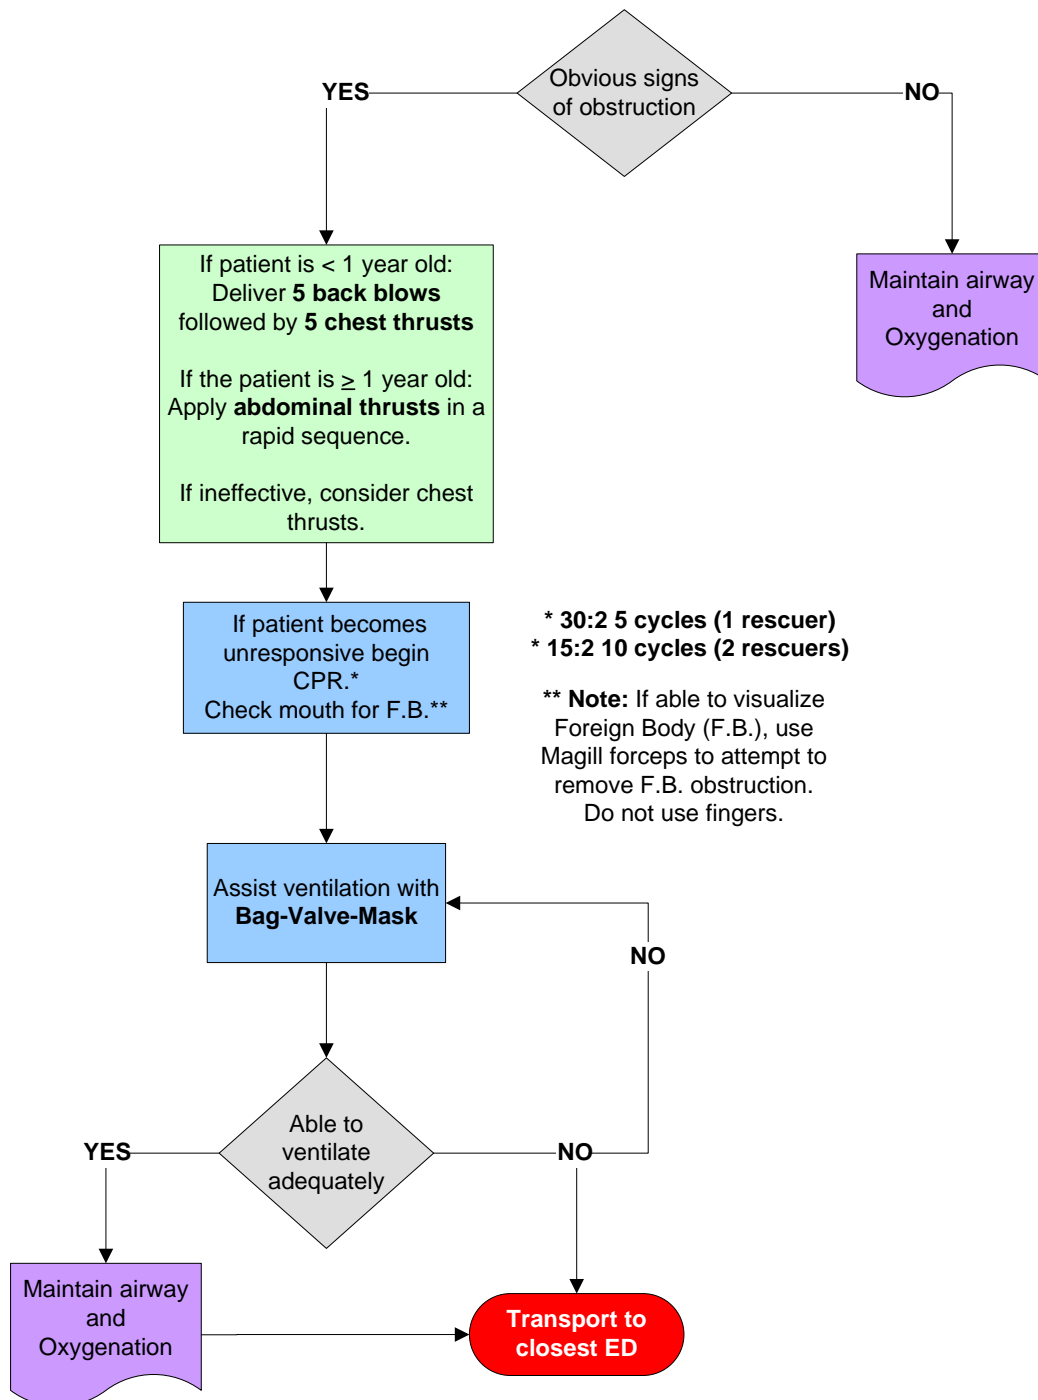 Obvious signs
of obstruction
YES
NO
If patient is < 1 year old:
Deliver 5 back blows
followed by 5 chest thrusts
If the patient is ≥ 1 year old:
Apply abdominal thrusts in a
rapid sequence.
If ineffective, consider chest
thrusts.
Maintain airway
and
Oxygenation
If patient becomes
unresponsive begin
CPR.*
Check mouth for F.B.**
* 30:2 5 cycles (1 rescuer)
* 15:2 10 cycles (2 rescuers)
** Note: If able to visualize
Foreign Body (F.B.), use
Magill forceps to attempt to
remove F.B. obstruction.
Do not use fingers.
Assist ventilation with
Bag-Valve-Mask
NO
Able to
ventilate
adequately
YES
NO
Maintain airway
and
Oxygenation
Transport to
closest ED